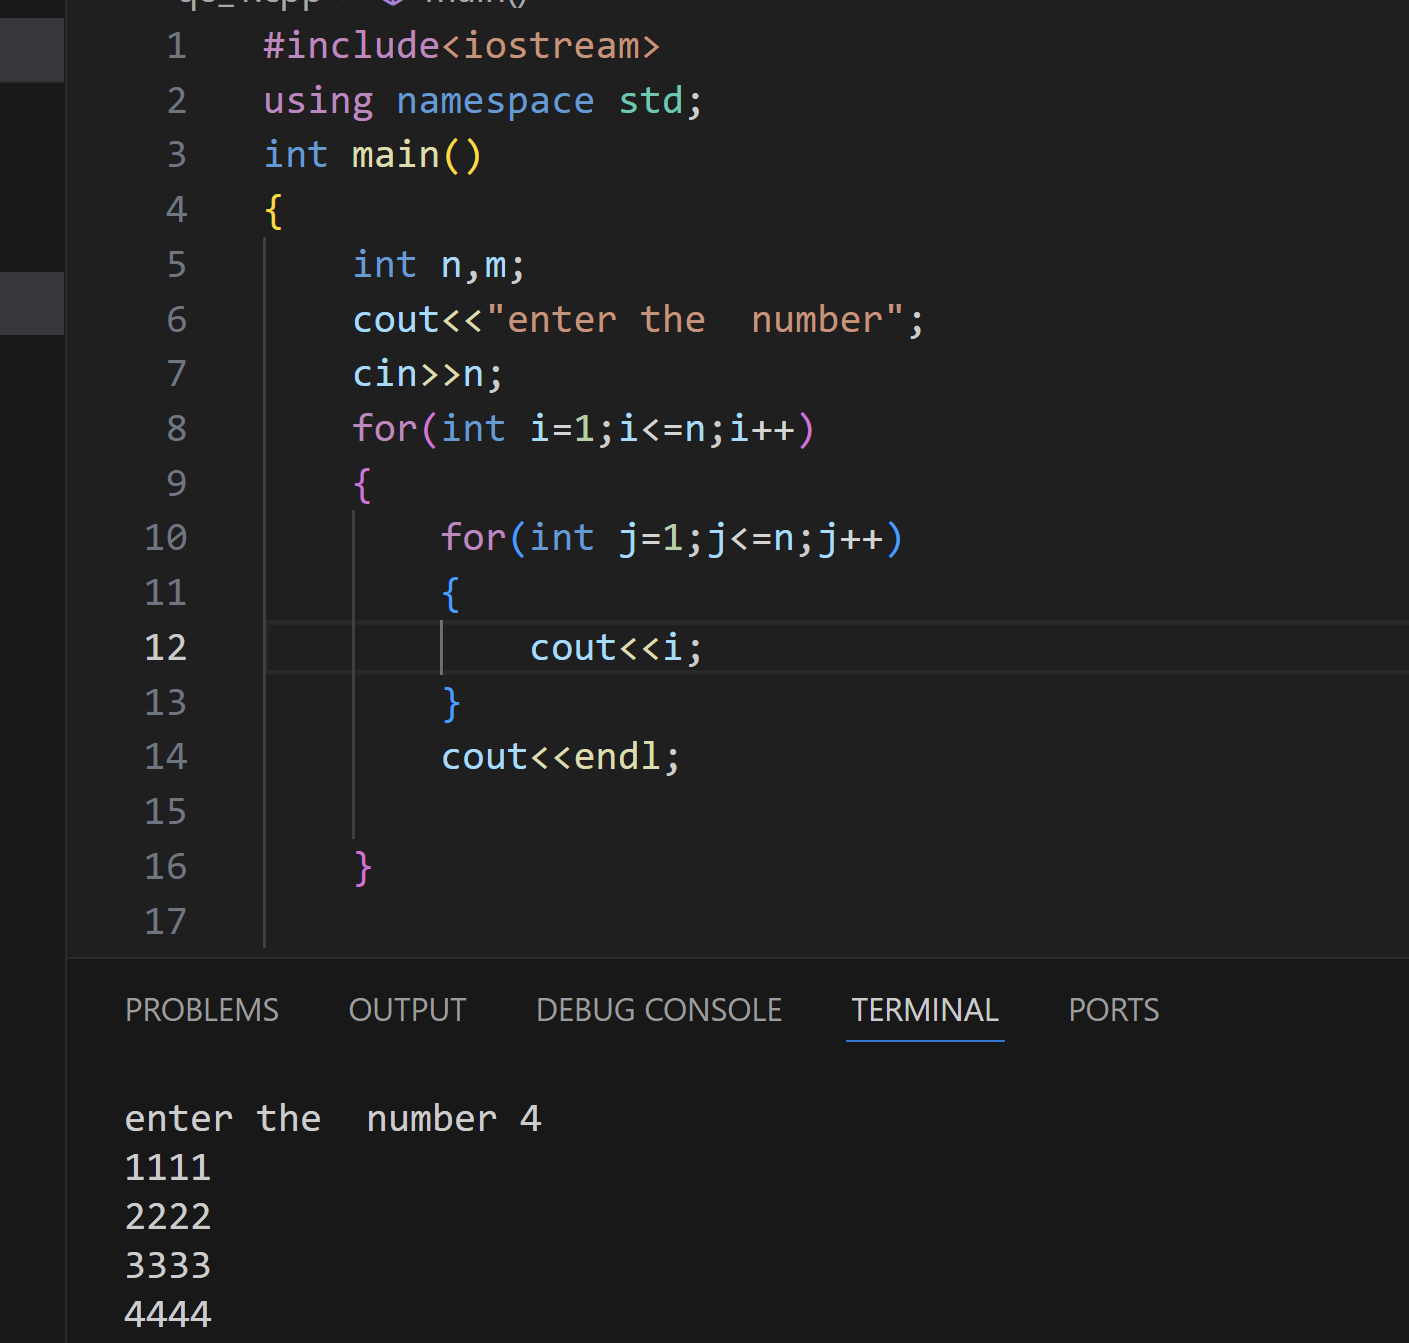 main()
1 #include<iostream>
2 using namespace std;
3 int main()
4 {
5     int n,m;
6     cout<<"enter the  number";
7     cin>>n;
8     for(int i=1;i<=n;i++)
9     {
10         for(int j=1;j<=n;j++)
11         {
12             cout<<i;
13         }
14         cout<<endl;
15
16     }
17
PROBLEMS OUTPUT DEBUG CONSOLE TERMINAL PORTS
enter the  number 4
1111
2222
3333
4444